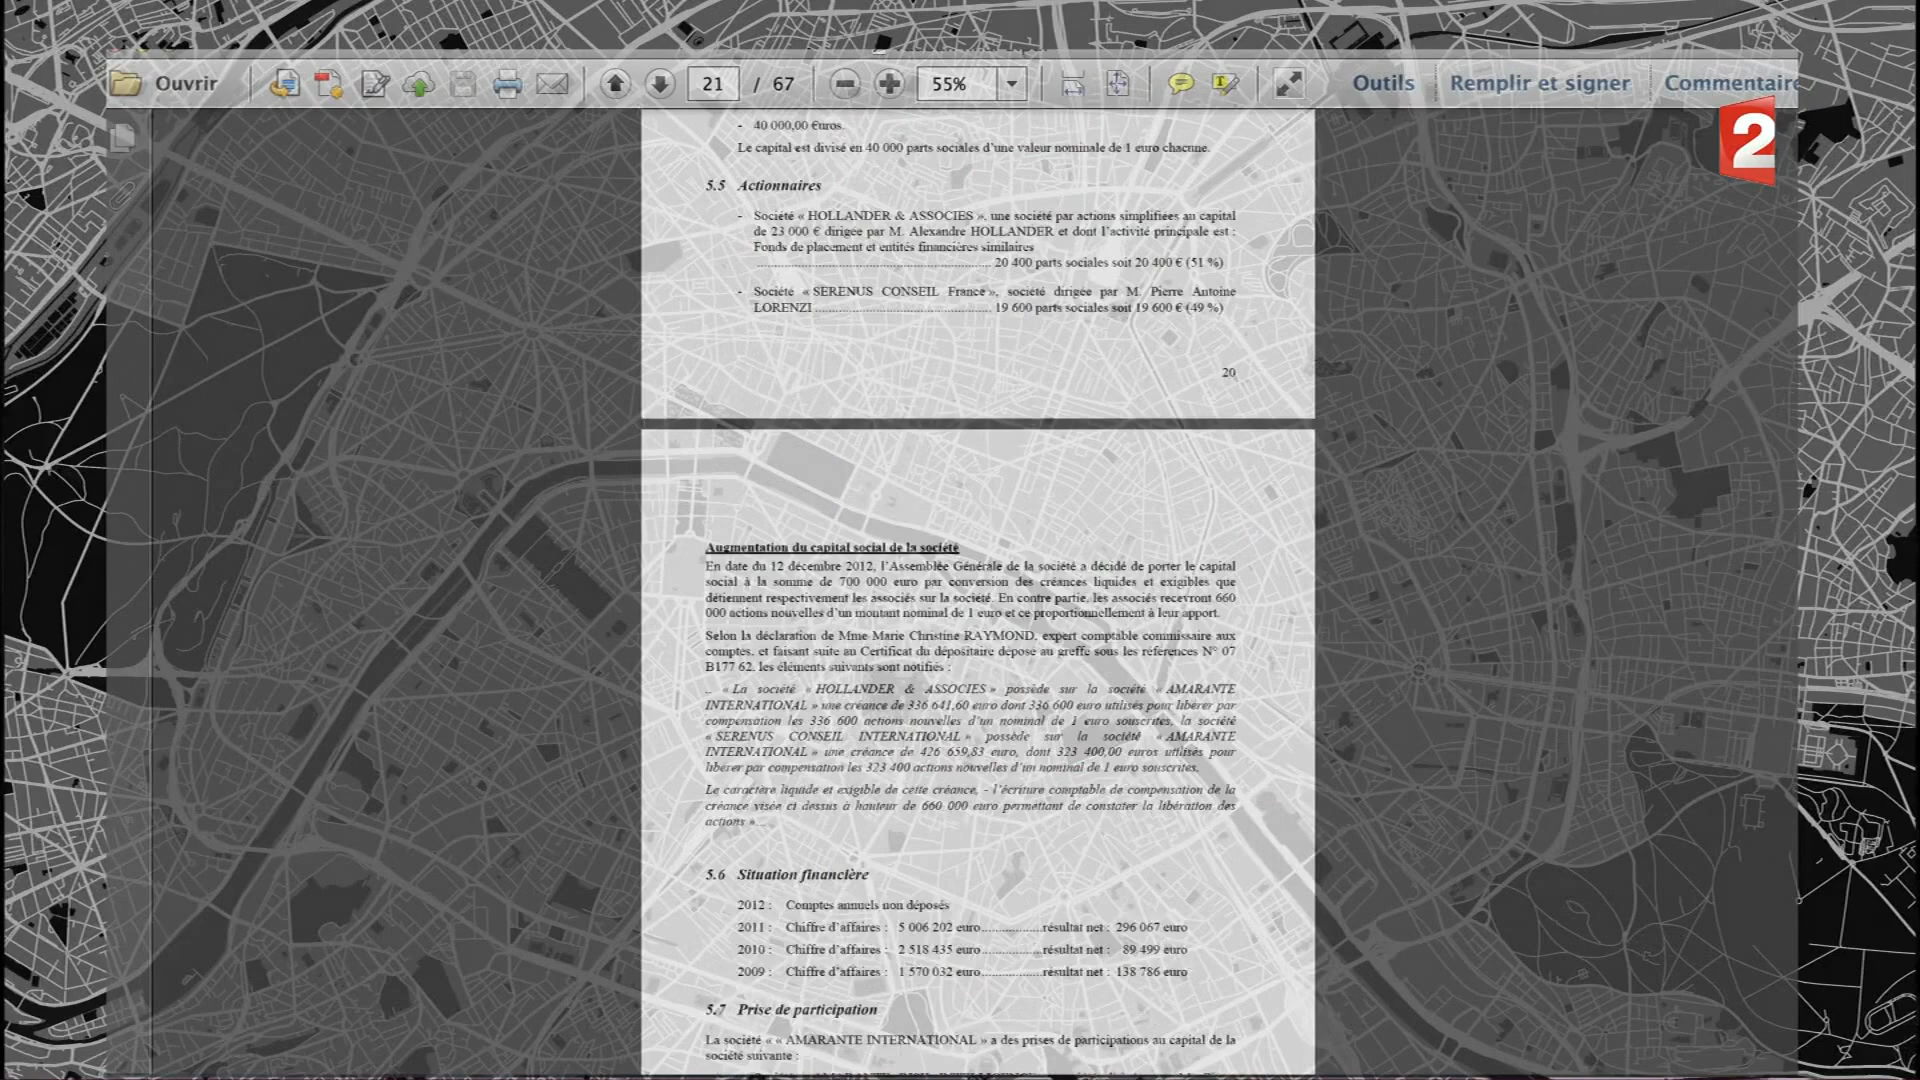 Ouvrir 21 / 67 55% Outils Remplir et signer Commentaire
2
- 40 000,00 €uros.
Le capital est divisé en 40 000 parts sociales d'une valeur nominale de 1 euro chacune.
5.5 Actionnaires
- Société « HOLLANDER & ASSOCIES », une société par actions simplifiées au capital
de 23 000 € dirigée par M. Alexandre HOLLANDER et dont l'activité principale est :
Fonds de placement et entités financières similaires
........................................................................ 20 400 parts sociales soit 20 400 € (51 %)
- Société « SERENUS CONSEIL France », société dirigée par M. Pierre Antoine
LORENZI ...................................................... 19 600 parts sociales soit 19 600 € (49 %)
20
Augmentation du capital social de la société
En date du 12 décembre 2012, l'Assemblée Générale de la société a décidé de porter le capital
social à la somme de 700 000 euro par conversion des créances liquides et exigibles que
détiennent respectivement les associés sur la société. En contre partie, les associés recevront 660
000 actions nouvelles d'un montant nominal de 1 euro et ce proportionnellement à leur apport.
Selon la déclaration de Mme Marie Christine RAYMOND, expert comptable commissaire aux
comptes, et faisant suite au Certificat du dépositaire déposé au greffe sous les références N° 07
B177 62, les éléments suivants sont notifiés :
.. « La société « HOLLANDER & ASSOCIES » possède sur la société « AMARANTE
INTERNATIONAL » une créance de 336 641,60 euro dont 336 600 euro utilisés pour libérer par
compensation les 336 600 actions nouvelles d'un nominal de 1 euro souscrites, la société
« SERENUS CONSEIL INTERNATIONAL » possède sur la société « AMARANTE
INTERNATIONAL » une créance de 426 659,83 euro, dont 323 400,00 euros utilisés pour
libérer par compensation les 323 400 actions nouvelles d'un nominal de 1 euro souscrites.
Le caractère liquide et exigible de cette créance, - l'écriture comptable de compensation de la
créance visée ci dessus à hauteur de 660 000 euro permettant de constater la libération des
actions »...
5.6 Situation financière
2012 : Comptes annuels non déposés
2011 : Chiffre d'affaires : 5 006 202 euro..................résultat net : 296 067 euro
2010 : Chiffre d'affaires : 2 518 435 euro..................résultat net : 89 499 euro
2009 : Chiffre d'affaires : 1 570 032 euro..................résultat net : 138 786 euro
5.7 Prise de participation
La société « « AMARANTE INTERNATIONAL » a des prises de participations au capital de la
société suivante :